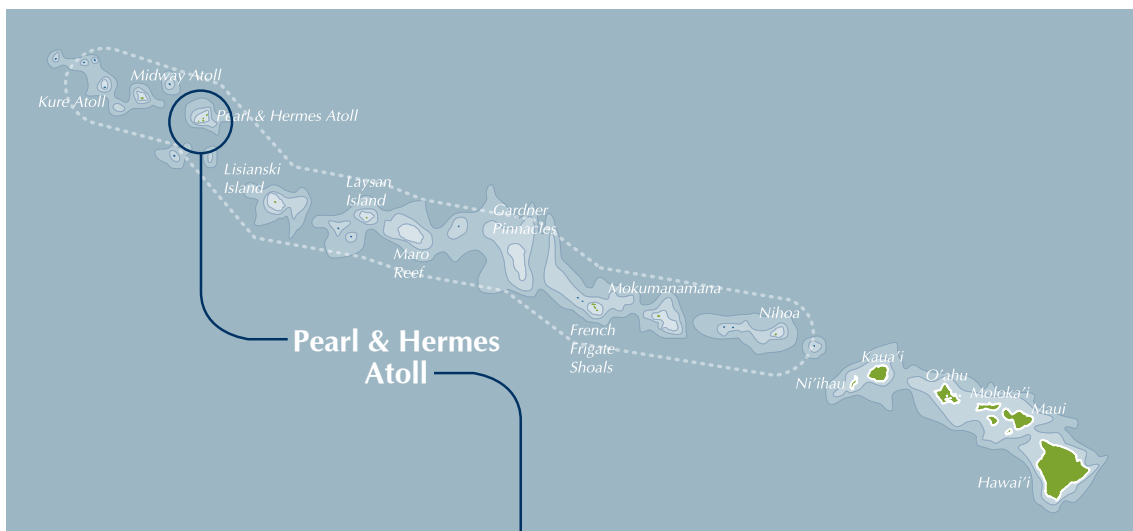 Midway Atoll
Kure Atoll
Pearl & Hermes Atoll
Lisianski
Island
Laysan
Island
Gardner
Pinnacles
Maro
Reef
Mokumanamana
Nihoa
French
Frigate
Shoals
Pearl & Hermes
Atoll
Kaua'i
Ni'ihau
O'ahu
Moloka'i
Maui
Hawai'i